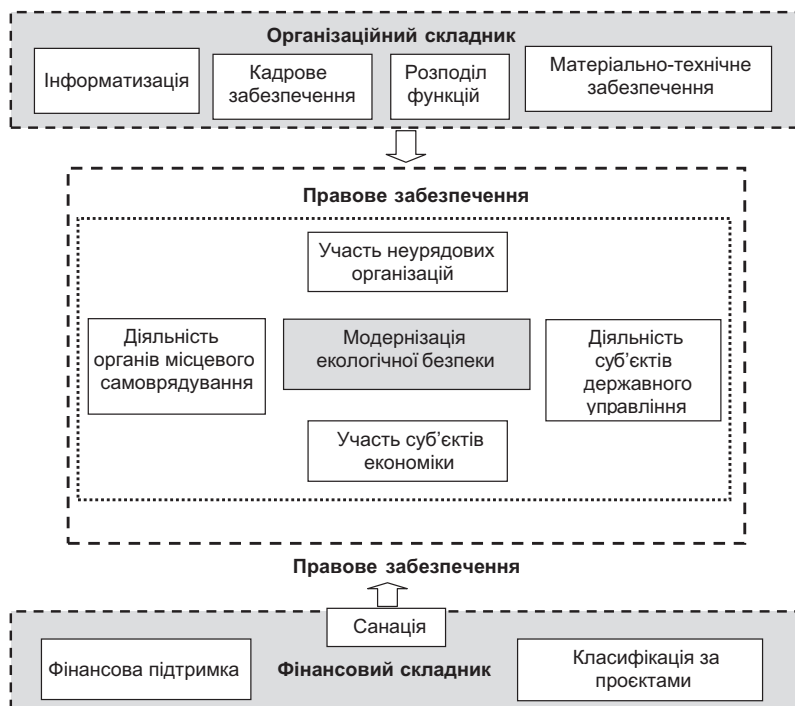 Організаційний складник
Інформатизація
Кадрове
забезпечення
Розподіл
функцій
Матеріально-технічне
забезпечення
Правове забезпечення
Участь неурядових
організацій
Діяльність
органів місцевого
самоврядування
Модернізація
екологічної безпеки
Діяльність
суб’єктів
державного
управління
Участь суб’єктів
економіки
Правове забезпечення
Санація
Фінансова підтримка
Фінансовий складник
Класифікація за
проєктами